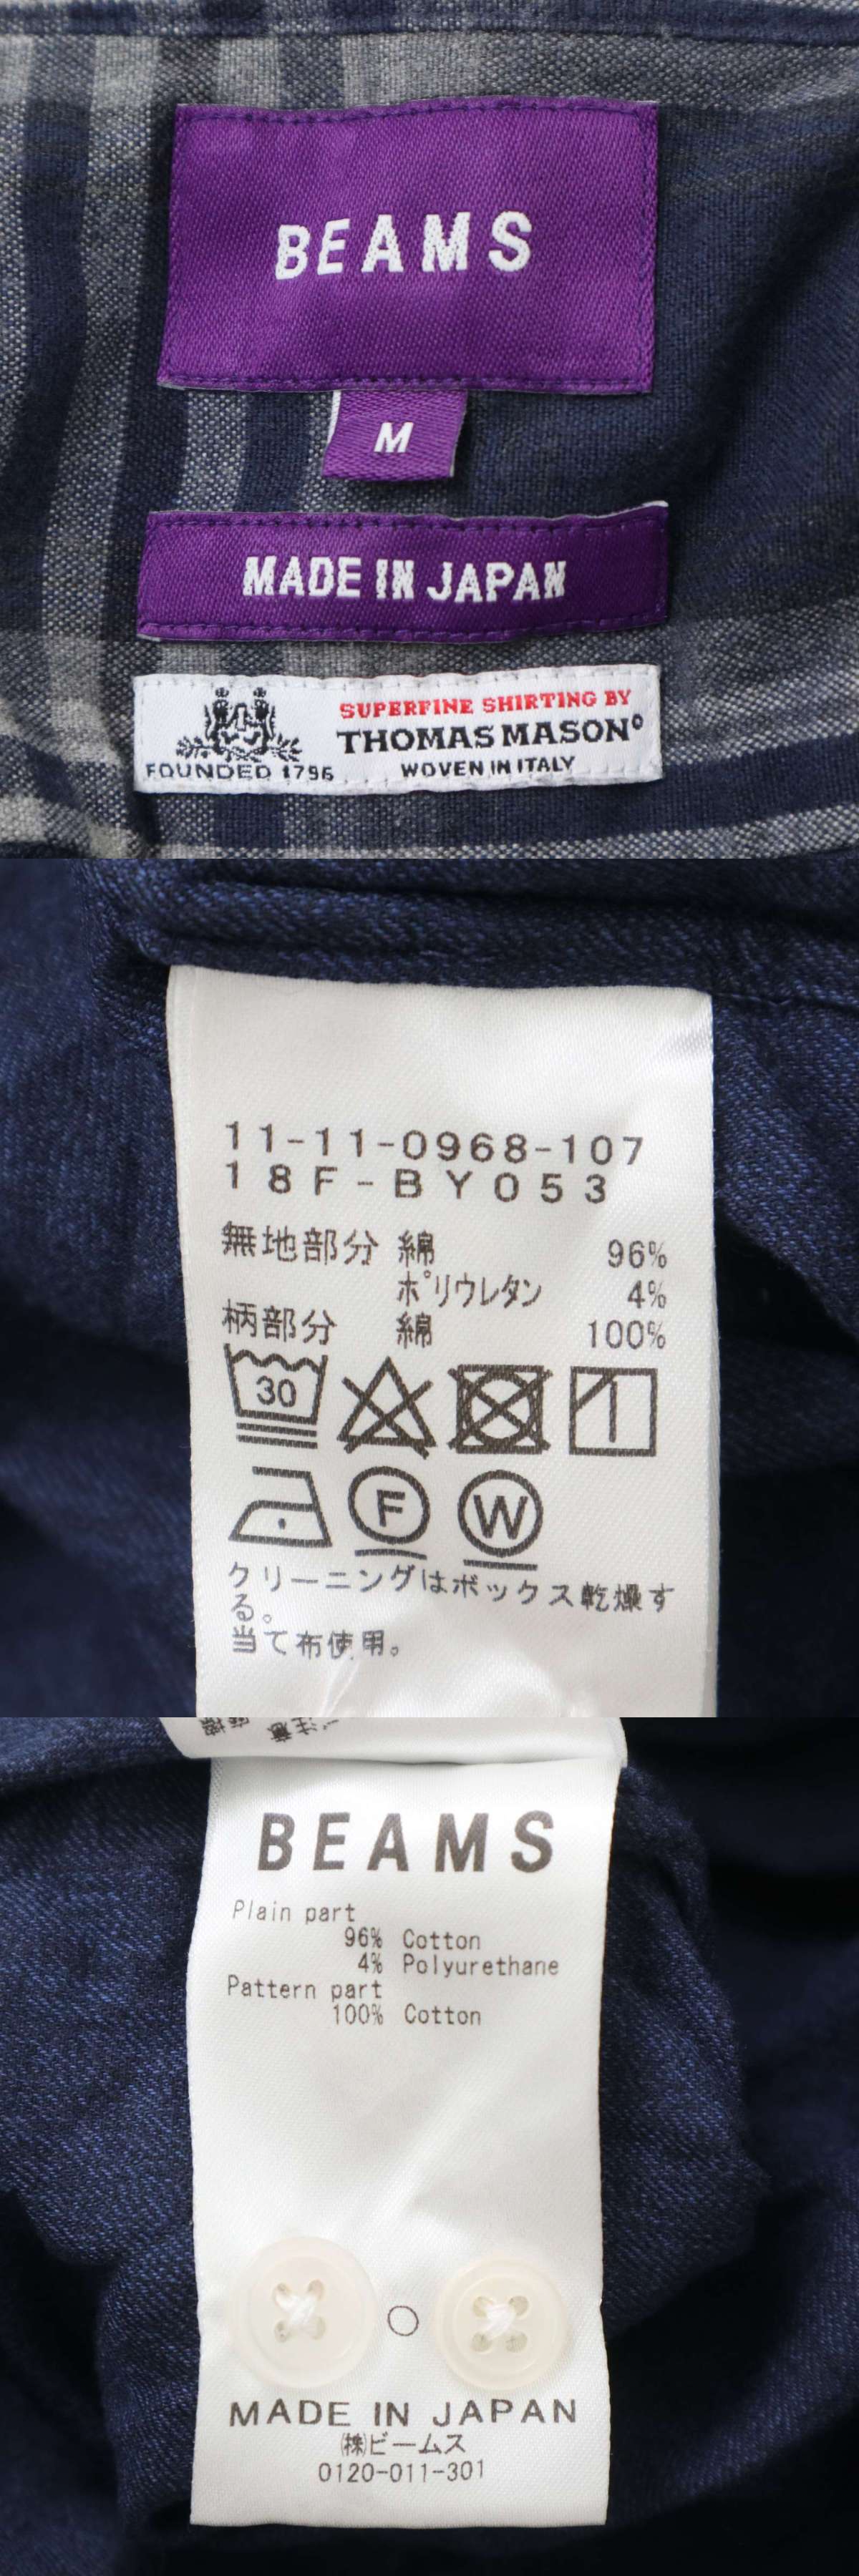 BEAMS
M
MADE IN JAPAN
SUPERFINE SHIRTING BY
THOMAS MASON
FOUNDED 1796
WOVEN IN ITALY
11-11-0968-107
18F-BY053
無地部分 綿 96%
ポリウレタン 4%
柄部分 綿 100%
30
F
W
クリーニングはボックス乾燥す
る。
当て布使用。
注意
BEAMS
Plain part
96% Cotton
4% Polyurethane
Pattern part
100% Cotton
MADE IN JAPAN
㈱ビームス
0120-011-301